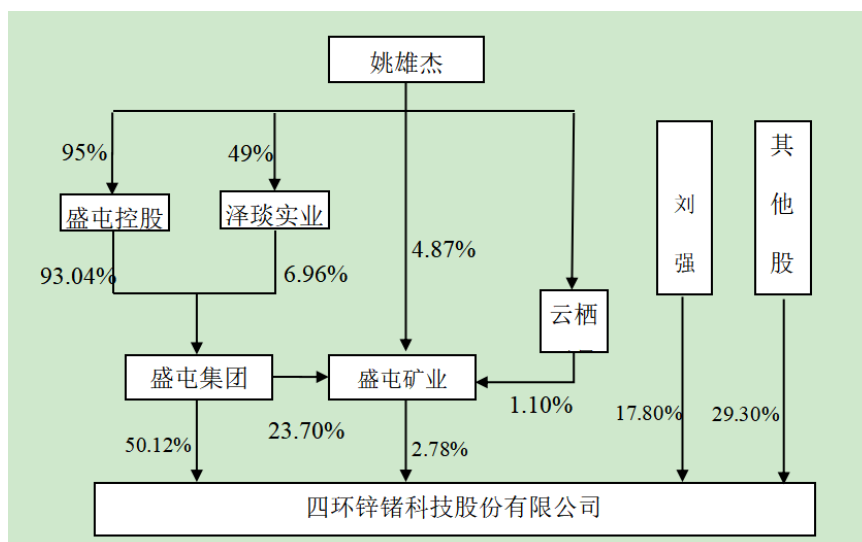 姚雄杰
95%
49%
盛屯控股
泽琰实业
刘
强
其
他
股
93.04%
6.96%
4.87%
云栖
盛屯集团
盛屯矿业
1.10%
50.12%
23.70%
2.78%
17.80%
29.30%
四环锌锗科技股份有限公司